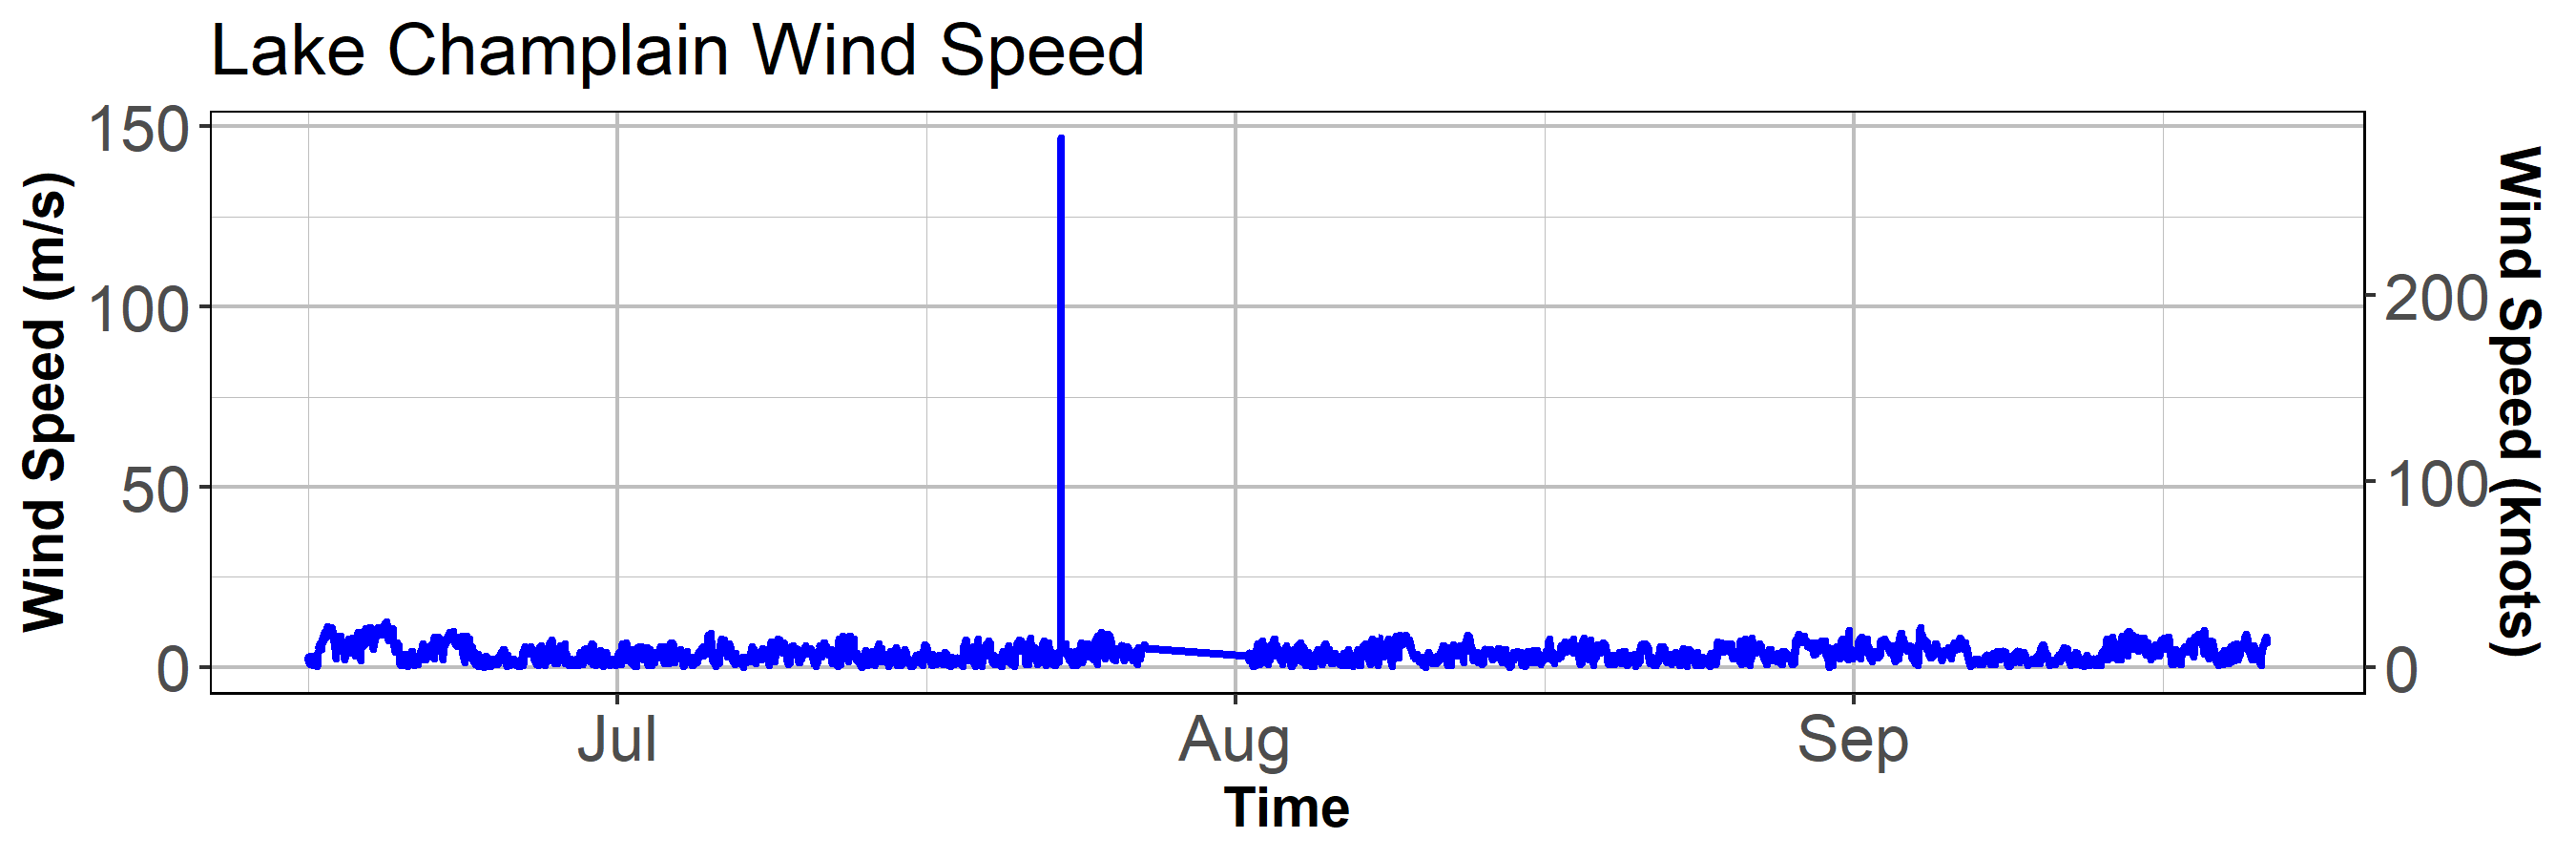 Lake Champlain Wind Speed
150
100
50
0
Wind Speed (m/s)
200
100
0
Wind Speed (knots)
Jul Aug Sep
Time